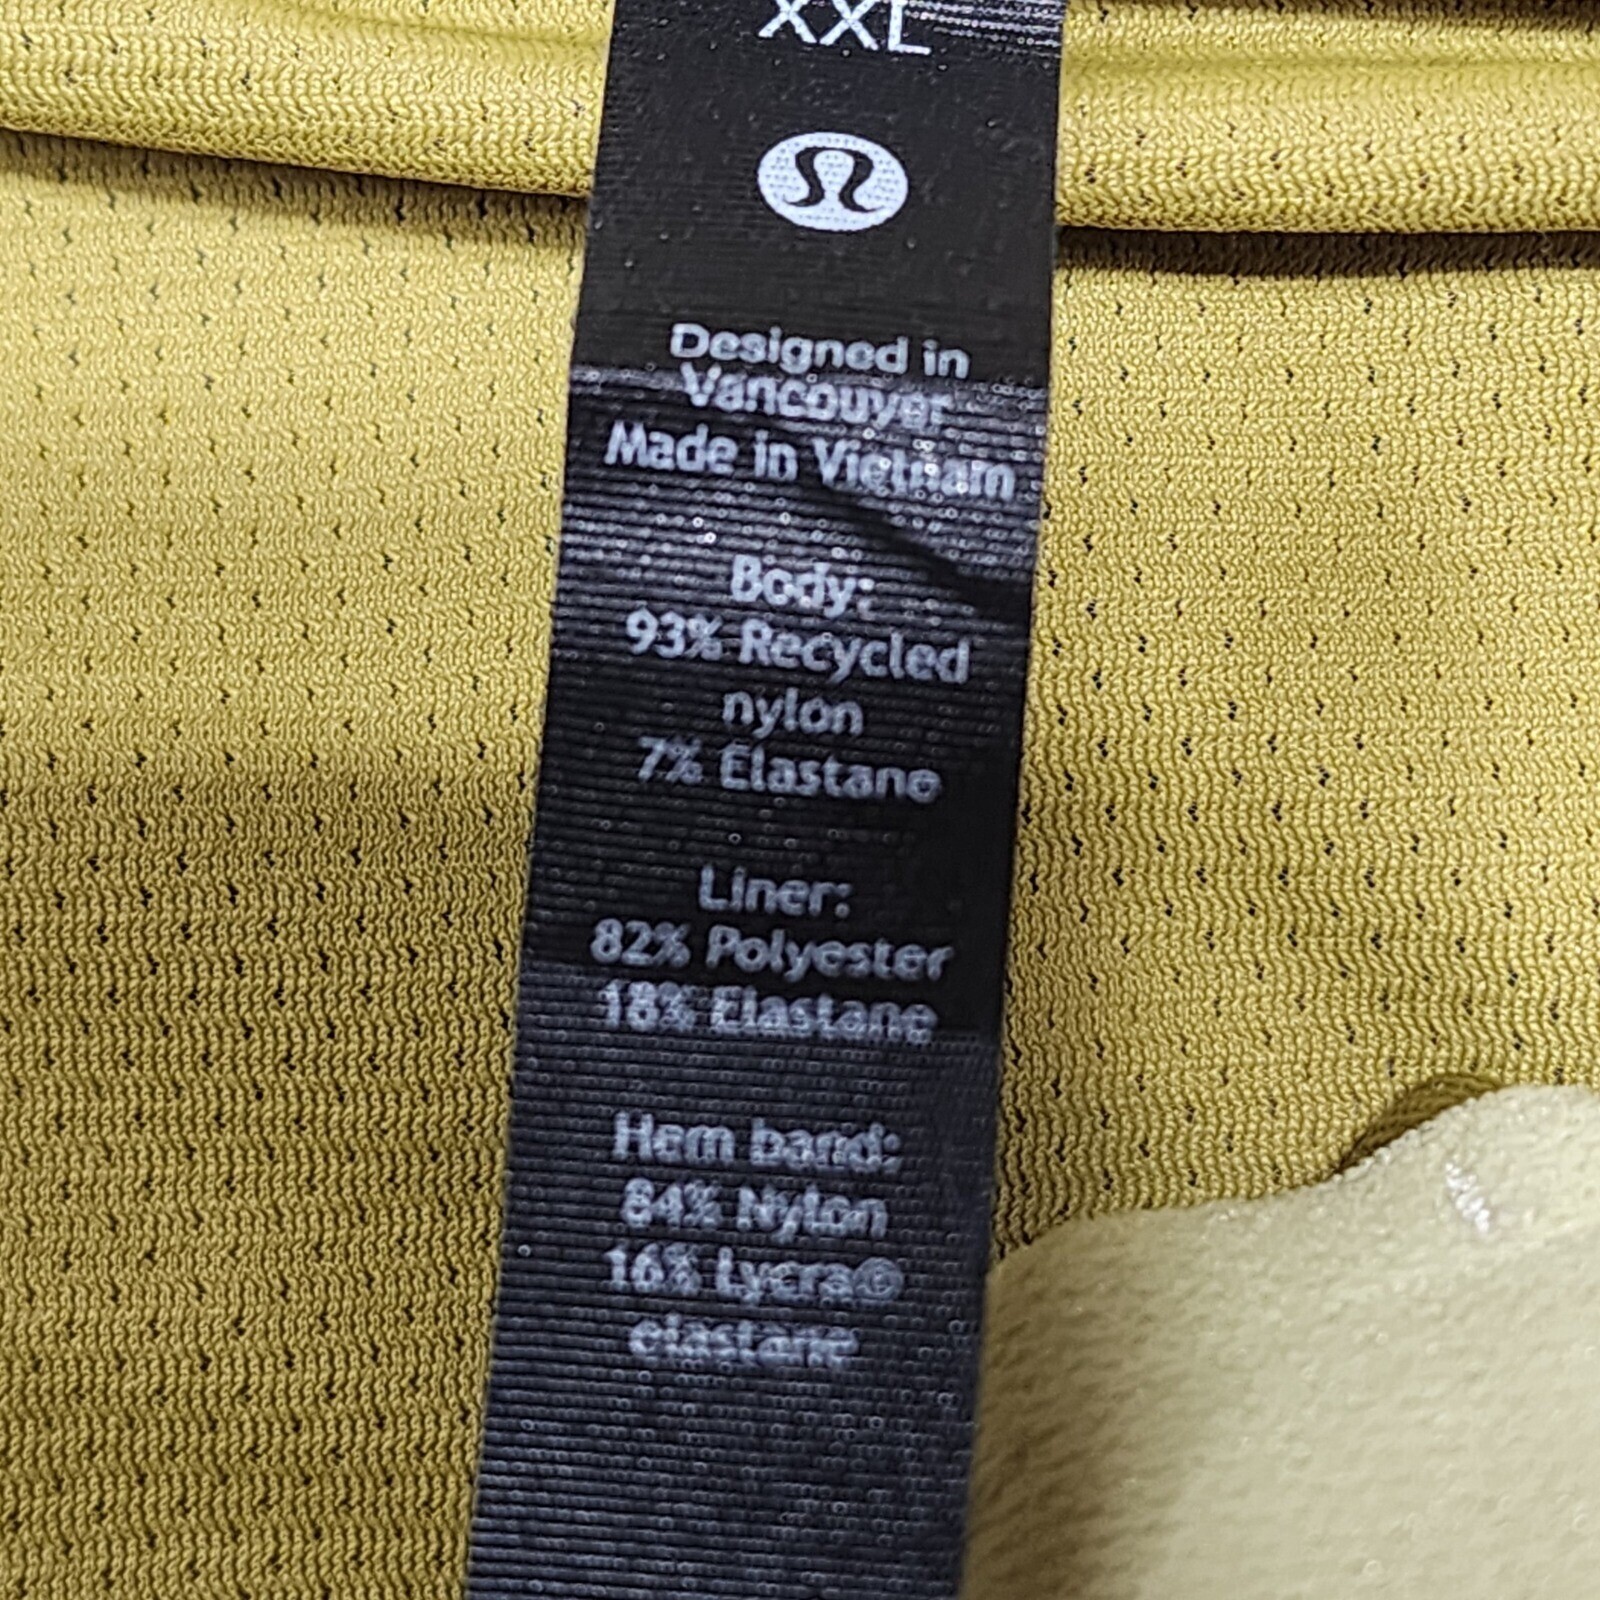 XXL
Designed in
Vancouver
Made in Vietnam
Body:
93% Recycled
nylon
7% Elastane
Liner:
82% Polyester
18% Elastane
Hem band:
84% Nylon
16% Lycra®
elastane